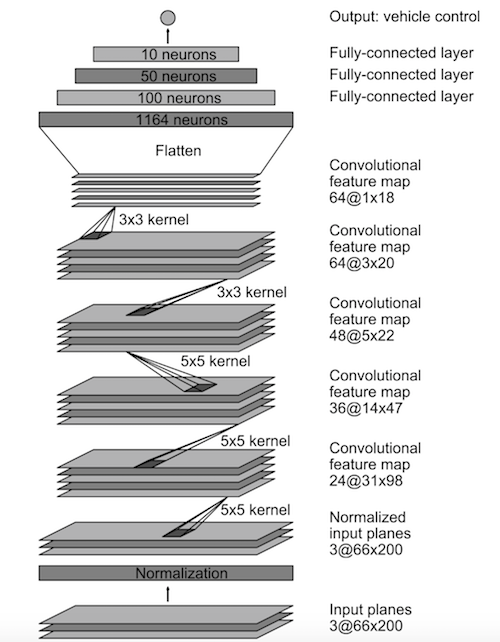 Output: vehicle control
10 neurons
Fully-connected layer
50 neurons
Fully-connected layer
100 neurons
Fully-connected layer
1164 neurons
Flatten
Convolutional
feature map
64@1x18
3x3 kernel
Convolutional
feature map
64@3x20
3x3 kernel
Convolutional
feature map
48@5x22
5x5 kernel
Convolutional
feature map
36@14x47
5x5 kernel
Convolutional
feature map
24@31x98
5x5 kernel
Normalized
input planes
3@66x200
Normalization
Input planes
3@66x200